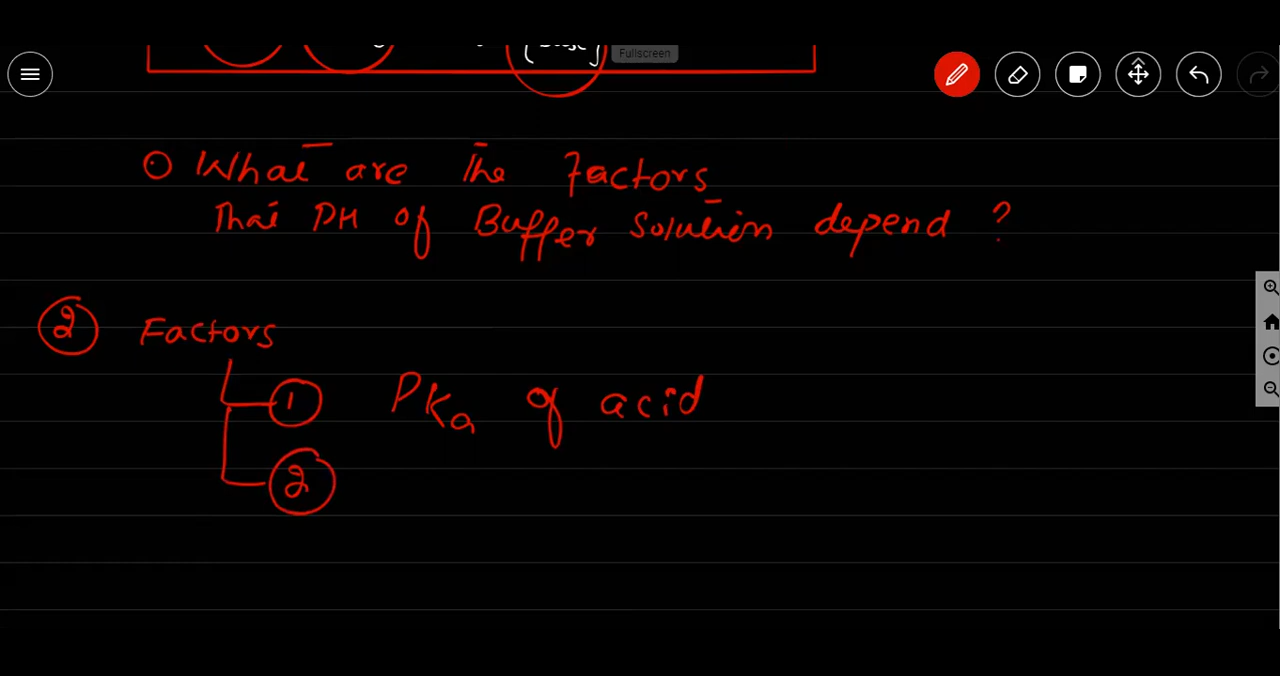 Fullscreen
What are the Factors
That PH of Buffer Solution depend ?
2 Factors
1 PKa of acid
2